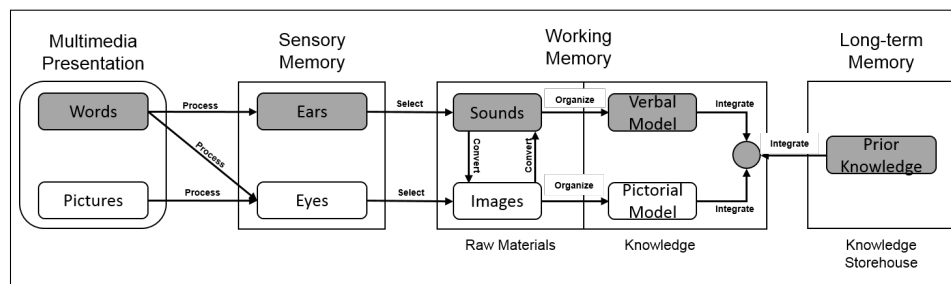 Multimedia
Presentation
Sensory
Memory
Working
Memory
Long-term
Memory
Words
Process
Ears
Select
Sounds
Organize
Verbal
Model
Integrate
Process
Convert
Convert
Integrate
Prior
Knowledge
Pictures
Process
Eyes
Select
Images
Organize
Pictorial
Model
Integrate
Raw Materials
Knowledge
Knowledge
Storehouse